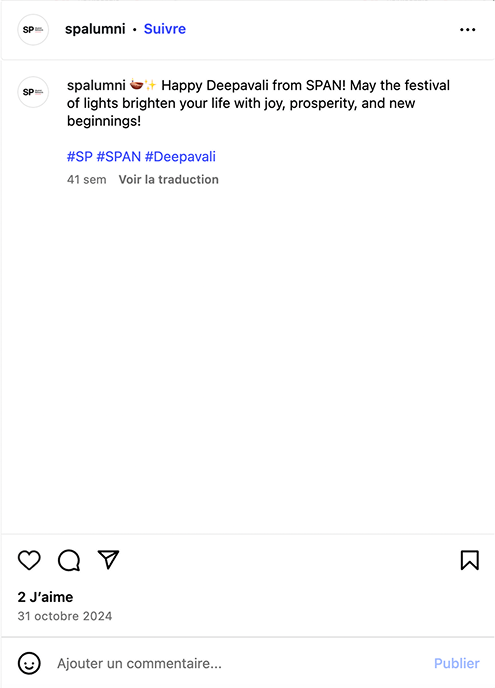 SP
spalumni • Suivre
SP
spalumni 🪔✨ Happy Deepavali from SPAN! May the festival
of lights brighten your life with joy, prosperity, and new
beginnings!
#SP #SPAN #Deepavali
41 sem Voir la traduction
2 J’aime
31 octobre 2024
Ajouter un commentaire...
Publier